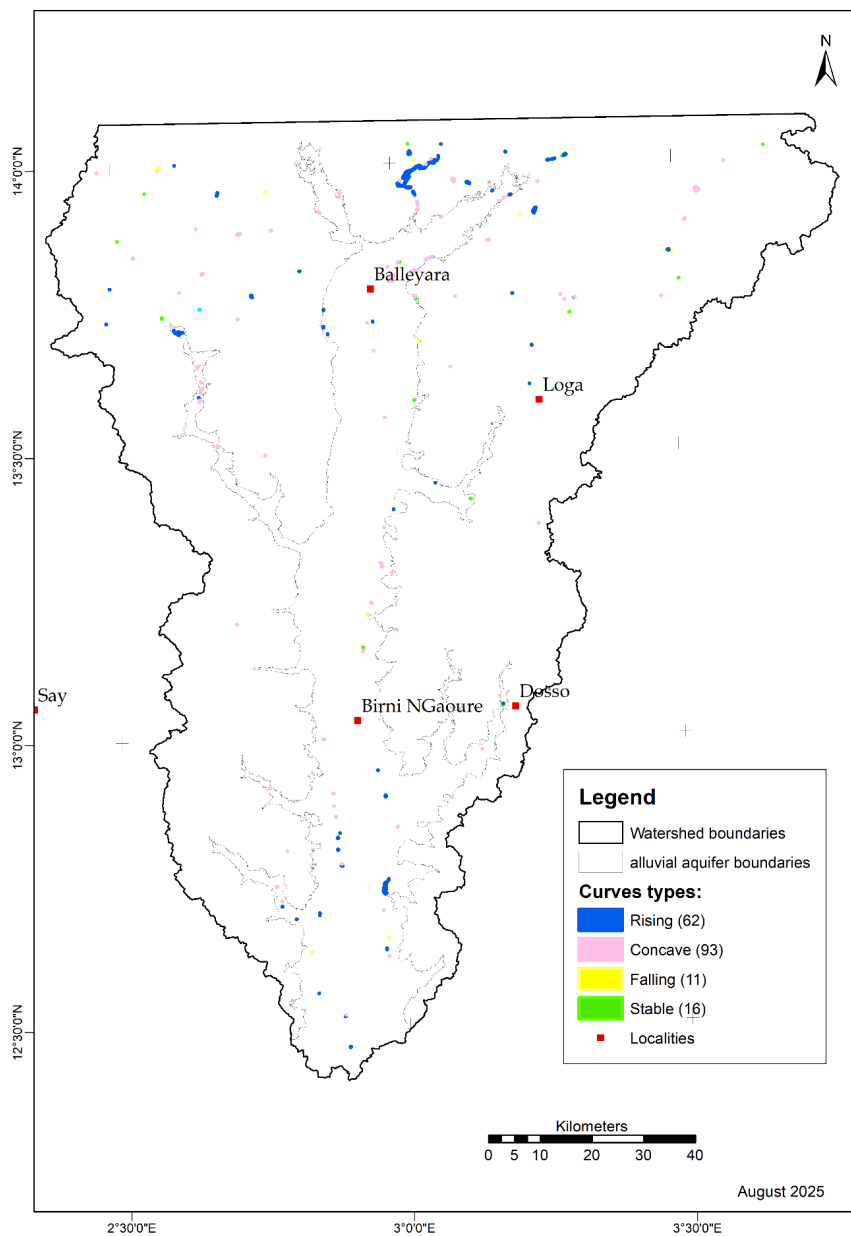 N
14°0'0"N
Balleyara
Loga
13°30'0"N
Say
Birni NGaoure
Dosso
13°0'0"N
Legend
Watershed boundaries
alluvial aquifer boundaries
Curves types:
Rising (62)
Concave (93)
Falling (11)
Stable (16)
Localities
12°30'0"N
Kilometers
0 5 10 20 30 40
August 2025
2°30'0"E 3°0'0"E 3°30'0"E